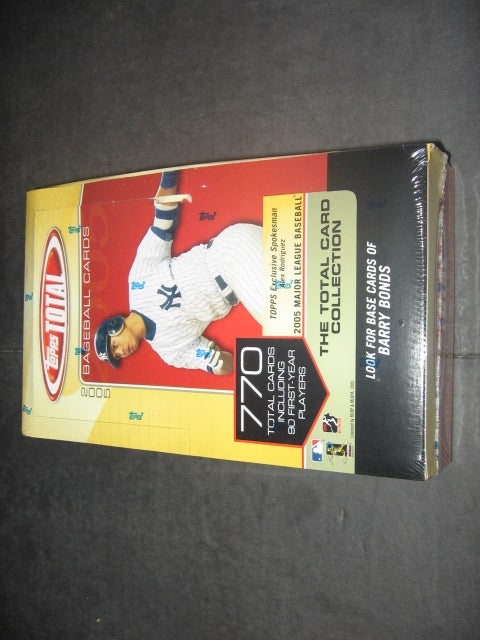 TOPPS
TOTAL
BASEBALL CARDS
2005
NY
TOPPS Exclusive Spokesman
Alex Rodriguez
2005 MAJOR LEAGUE BASEBALL
770
TOTAL CARDS
INCLUDING
90 FIRST-YEAR
PLAYERS
THE TOTAL CARD
COLLECTION
LOOK FOR BASE CARDS OF
BARRY BONDS